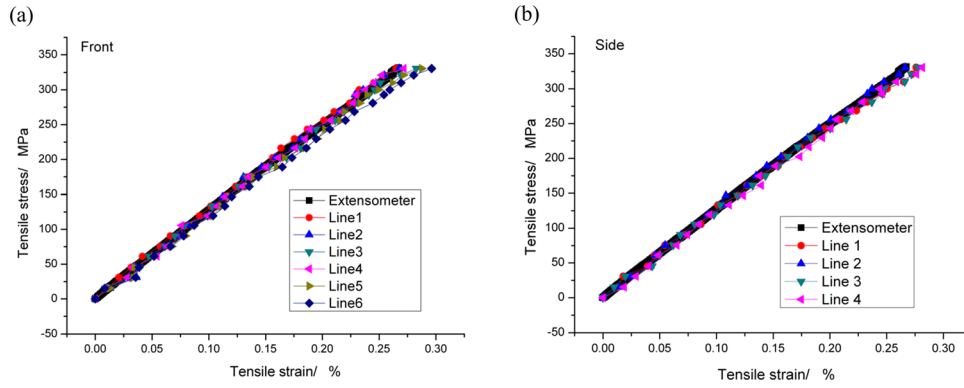 (a)
Front
Tensile stress/ MPa
350
300
250
200
150
100
50
0
-50
0.00 0.05 0.10 0.15 0.20 0.25 0.30
Tensile strain/ %
Extensometer
Line1
Line2
Line3
Line4
Line5
Line6
(b)
Side
Tensile stress/ MPa
350
300
250
200
150
100
50
0
-50
0.00 0.05 0.10 0.15 0.20 0.25 0.30
Tensile strain/ %
Extensometer
Line 1
Line 2
Line 3
Line 4